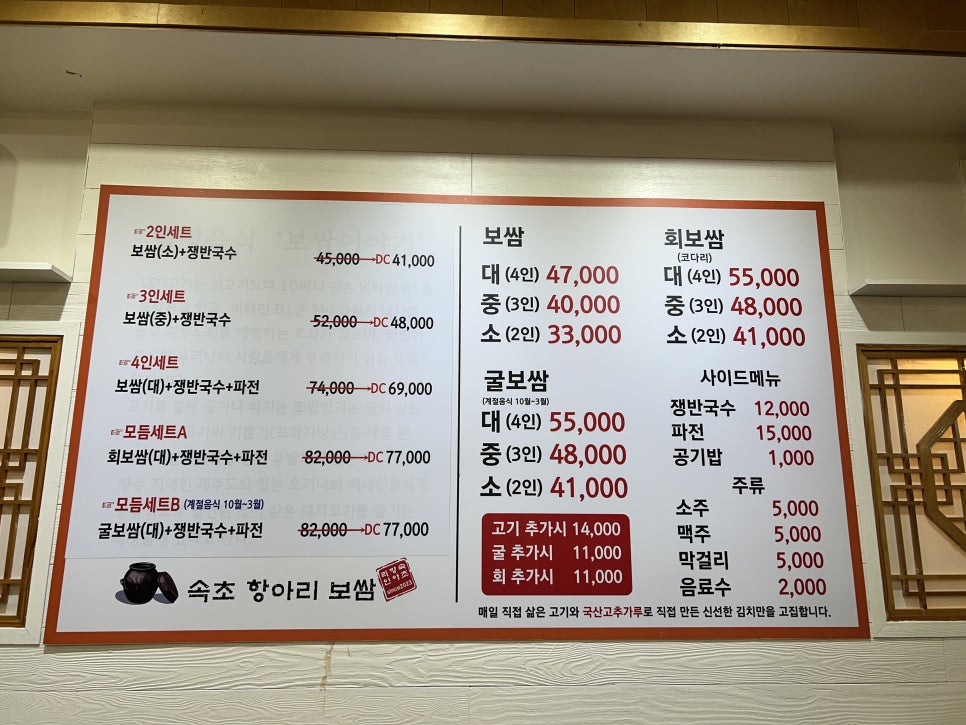 ☞2인세트
보쌈(소)+쟁반국수 45,000→DC 41,000
☞3인세트
보쌈(중)+쟁반국수 52,000→DC 48,000
☞4인세트
보쌈(대)+쟁반국수+파전 74,000→DC 69,000
☞모듬세트A
회보쌈(대)+쟁반국수+파전 82,000→DC 77,000
☞모듬세트B (계절음식 10월~3월)
굴보쌈(대)+쟁반국수+파전 82,000→DC 77,000
속초 항아리 보쌈
since2023
보쌈
대 (4인) 47,000
중 (3인) 40,000
소 (2인) 33,000
굴보쌈
(계절음식 10월~3월)
대 (4인) 55,000
중 (3인) 48,000
소 (2인) 41,000
고기 추가시 14,000
굴 추가시 11,000
회 추가시 11,000
회보쌈
(코다리)
대 (4인) 55,000
중 (3인) 48,000
소 (2인) 41,000
사이드메뉴
쟁반국수 12,000
파전 15,000
공기밥 1,000
주류
소주 5,000
맥주 5,000
막걸리 5,000
음료수 2,000
매일 직접 삶은 고기와 국산고추가루로 직접 만든 신선한 김치만을 고집합니다.